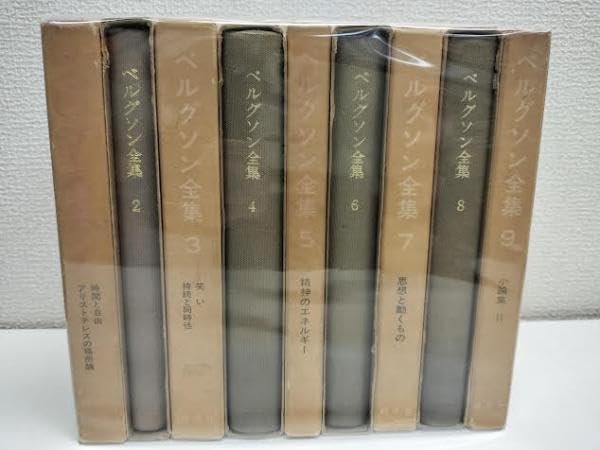 時間と自由
アリストテレスの場所論
ベルグソン全集 2
ベルグソン全集 3
笑い
持続と同時性
ベルグソン全集 4
ベルグソン全集 5
精神のエネルギー
ベルグソン全集 6
ベルグソン全集 7
思想と動くもの
ベルグソン全集 8
ベルグソン全集 9
小論集 II